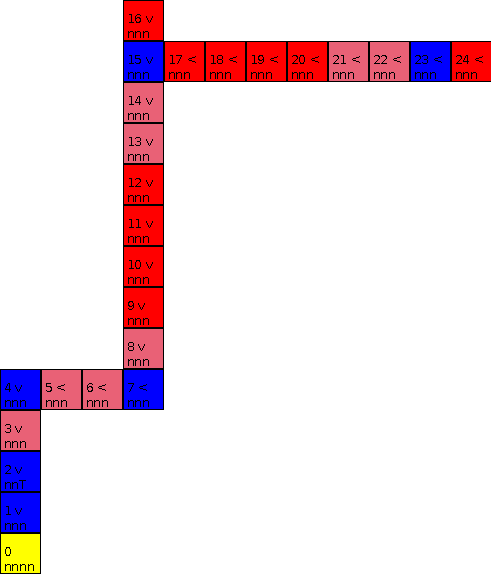 16 v
nnn
15 v
nnn
17 <
nnn
18 <
nnn
19 <
nnn
20 <
nnn
21 <
nnn
22 <
nnn
23 <
nnn
24 <
nnn
14 v
nnn
13 v
nnn
12 v
nnn
11 v
nnn
10 v
nnn
9 v
nnn
8 v
nnn
4 v
nnn
5 <
nnn
6 <
nnn
7 <
nnn
3 v
nnn
2 v
nnT
1 v
nnn
0
nnnn